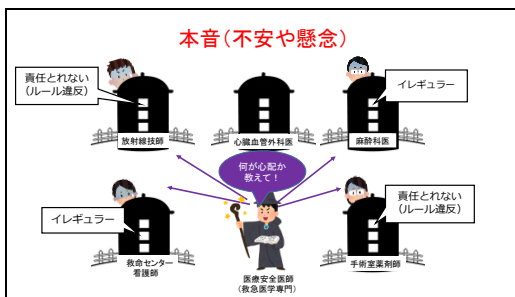 本音(不安や懸念)
責任とれない
(ルール違反)
イレギュラー
放射線技師
心臓血管外科医
麻酔科医
何が心配か
教えて！
イレギュラー
責任とれない
(ルール違反)
救命センター
看護師
医療安全医師
(救急医学専門)
手術室薬剤師